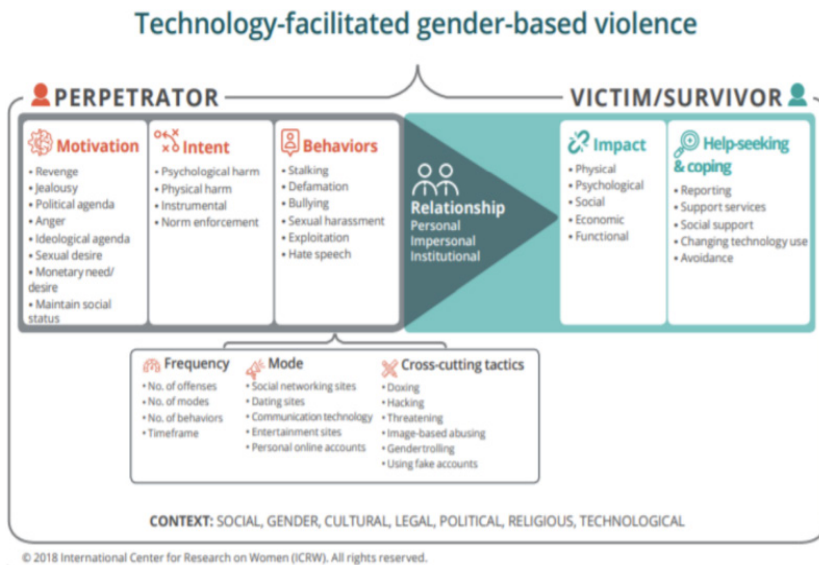 Technology-facilitated gender-based violence
PERPETRATOR
VICTIM/SURVIVOR
Motivation
• Revenge
• Jealousy
• Political agenda
• Anger
• Ideological agenda
• Sexual desire
• Monetary need/
desire
• Maintain social
status
Intent
• Psychological harm
• Physical harm
• Instrumental
• Norm enforcement
Behaviors
• Stalking
• Defamation
• Bullying
• Sexual harassment
• Exploitation
• Hate speech
Relationship
Personal
Impersonal
Institutional
Impact
• Physical
• Psychological
• Social
• Economic
• Functional
Help-seeking
& coping
• Reporting
• Support services
• Social support
• Changing technology use
• Avoidance
Frequency
• No. of offenses
• No. of modes
• No. of behaviors
• Timeframe
Mode
• Social networking sites
• Dating sites
• Communication technology
• Entertainment sites
• Personal online accounts
Cross-cutting tactics
• Doxing
• Hacking
• Threatening
• Image-based abusing
• Gendertrolling
• Using fake accounts
CONTEXT: SOCIAL, GENDER, CULTURAL, LEGAL, POLITICAL, RELIGIOUS, TECHNOLOGICAL
© 2018 International Center for Research on Women (ICRW). All rights reserved.